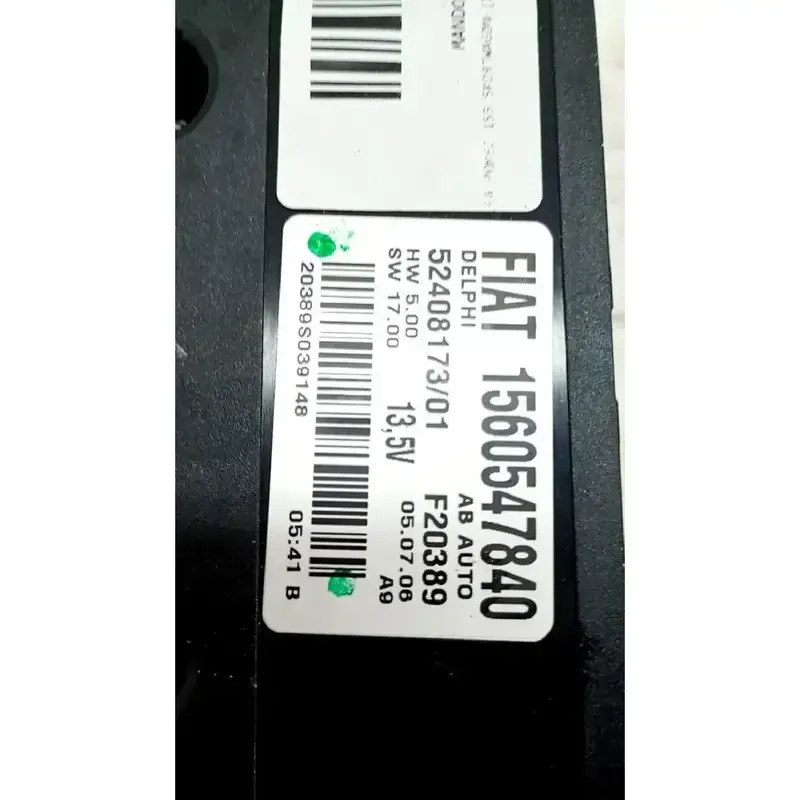 FIAT 1560547840
DELPHI AB AUTO
52408173/01 F20389
HW 5.00 13,5V 05.07.06 A9
SW 17.00
20389S039148 05:41 B